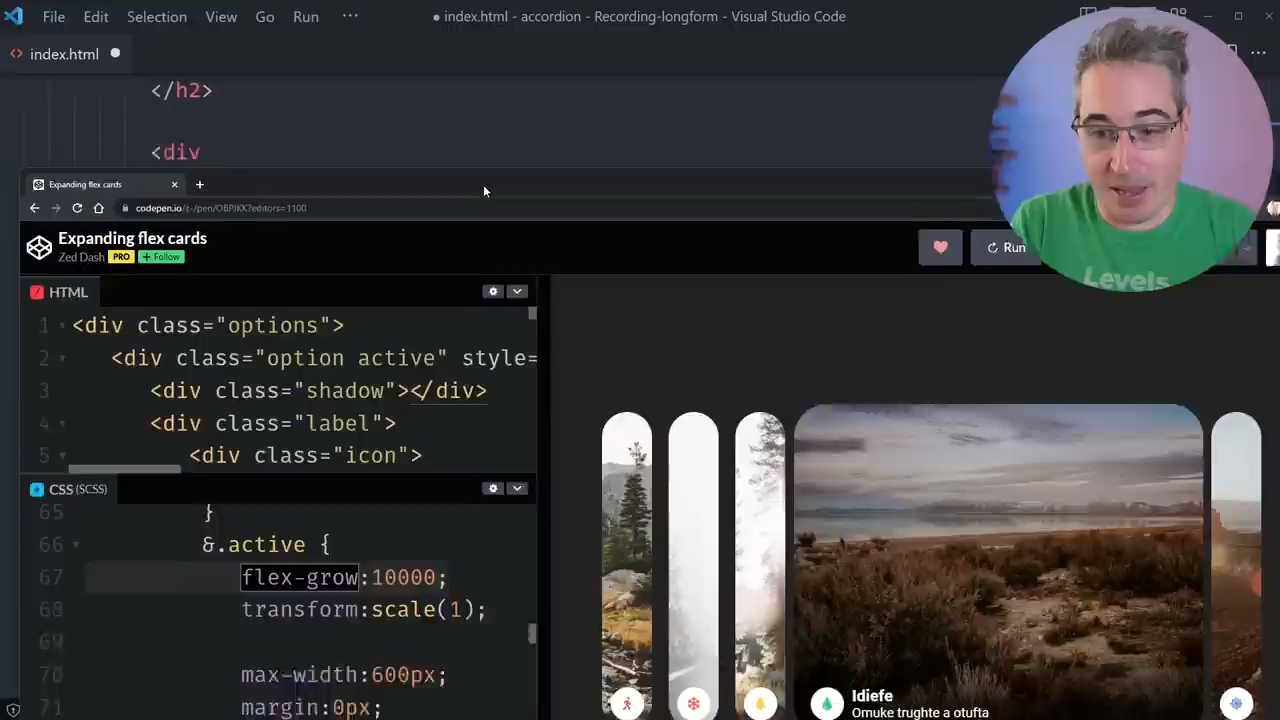 File Edit Selection View Go Run ···
● index.html - accordion - Recording-longform - Visual Studio Code
<> index.html ●
</h2>
<div
Expanding flex cards
codepen.io/z-/pen/OBPJKK?editors=1100
Expanding flex cards
Zed Dash PRO + Follow
Run
Levels
HTML
1 <div class="options">
2 <div class="option active" style=
3 <div class="shadow"></div>
4 <div class="label">
5 <div class="icon">
CSS (SCSS)
65 }
66 &.active {
67 flex-grow:10000;
68 transform:scale(1);
69
70 max-width:600px;
71 margin:0px;
Idiefe
Omuke trughte a otufta